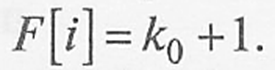 F[i] = k₀ + 1.